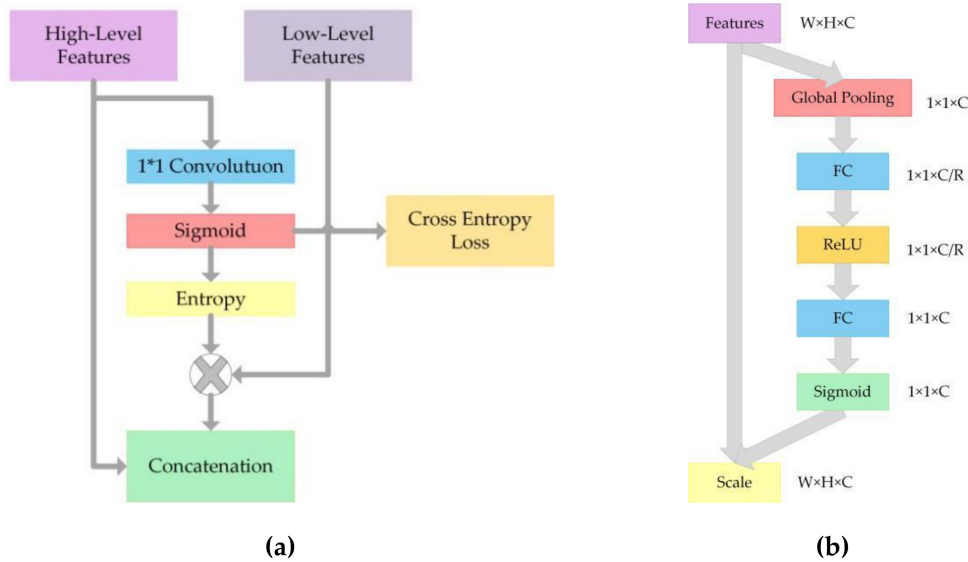 High-Level
Features
Low-Level
Features
1*1 Convolutuon
Sigmoid
Cross Entropy
Loss
Entropy
Concatenation
(a)
Features W×H×C
Global Pooling 1×1×C
FC 1×1×C/R
ReLU 1×1×C/R
FC 1×1×C
Sigmoid 1×1×C
Scale W×H×C
(b)